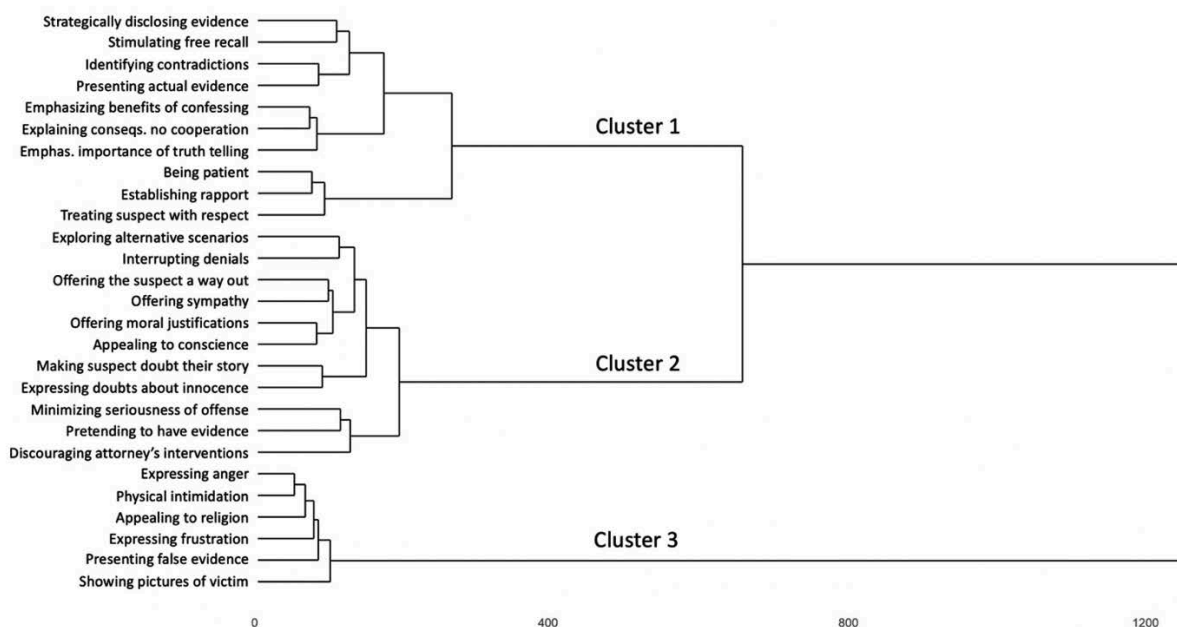 Strategically disclosing evidence
Stimulating free recall
Identifying contradictions
Presenting actual evidence
Emphasizing benefits of confessing
Explaining conseqs. no cooperation
Emphas. importance of truth telling
Being patient
Establishing rapport
Treating suspect with respect
Exploring alternative scenarios
Interrupting denials
Offering the suspect a way out
Offering sympathy
Offering moral justifications
Appealing to conscience
Making suspect doubt their story
Expressing doubts about innocence
Minimizing seriousness of offense
Pretending to have evidence
Discouraging attorney’s interventions
Expressing anger
Physical intimidation
Appealing to religion
Expressing frustration
Presenting false evidence
Showing pictures of victim
Cluster 1
Cluster 2
Cluster 3
0 400 800 1200